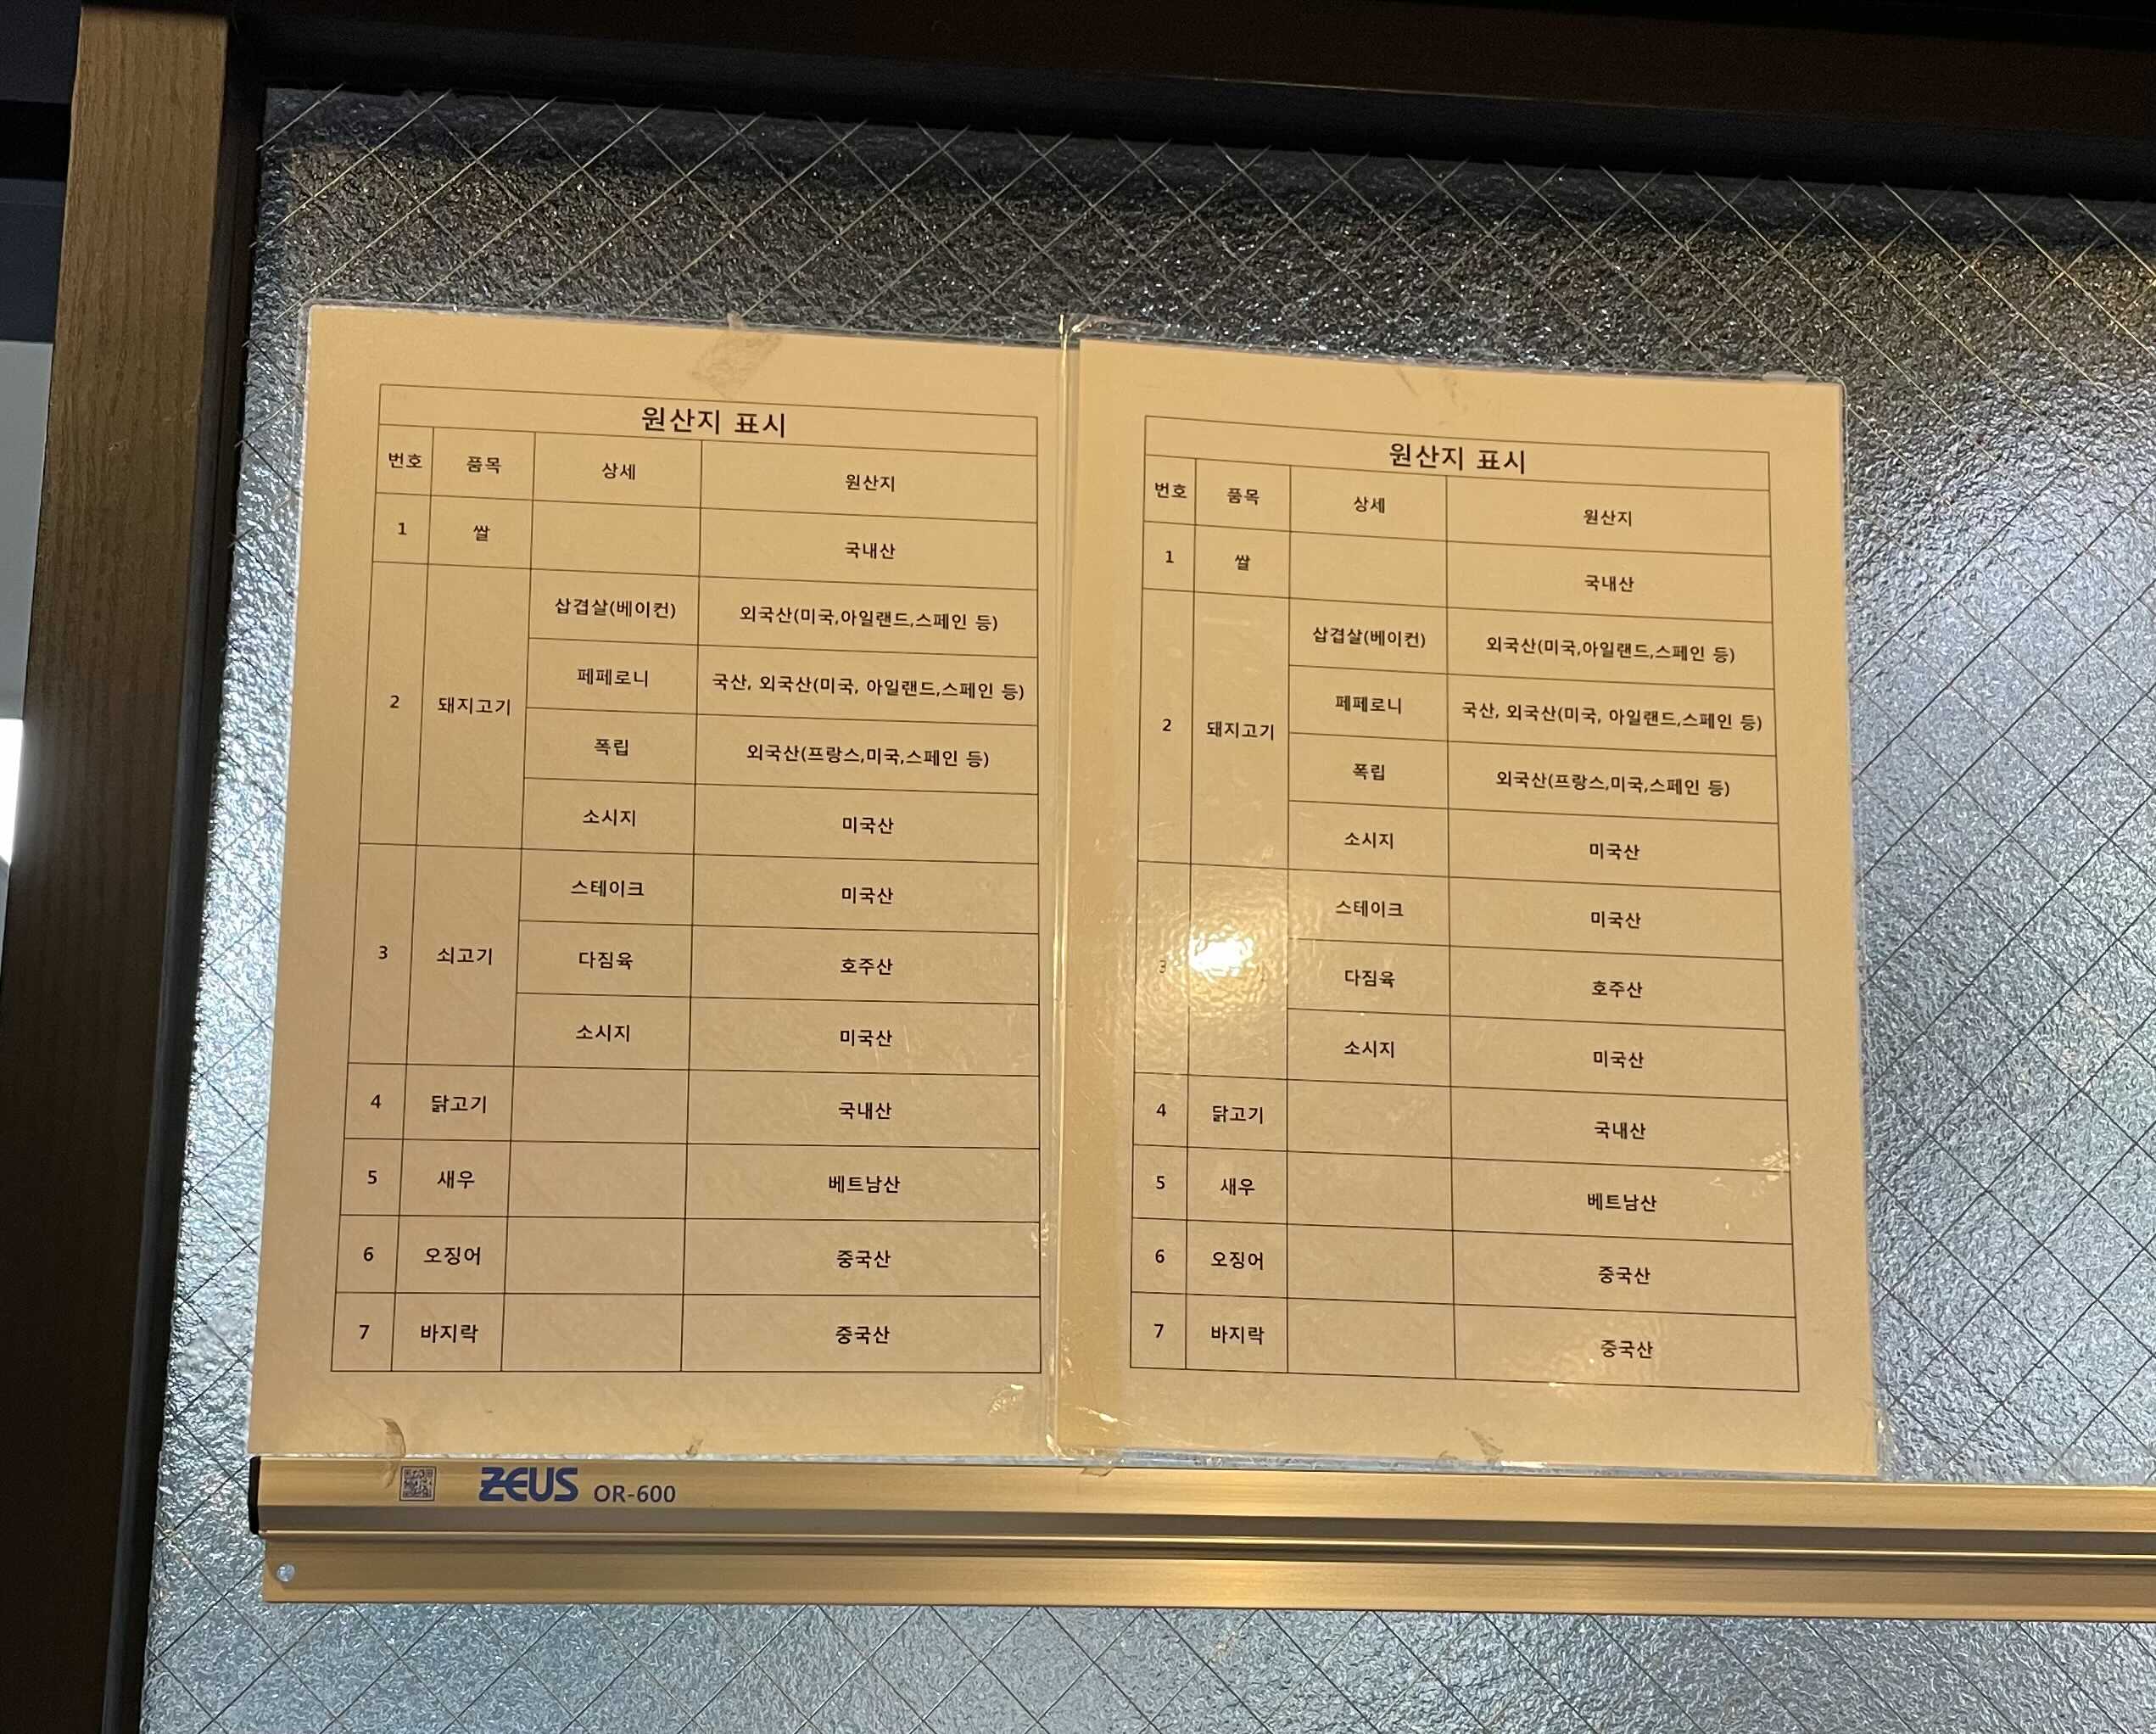 원산지 표시
번호 품목 상세 원산지
1 쌀 국내산
2 돼지고기 삼겹살(베이컨) 외국산(미국,아일랜드,스페인 등)
페페로니 국산, 외국산(미국, 아일랜드,스페인 등)
폭립 외국산(프랑스,미국,스페인 등)
소시지 미국산
3 쇠고기 스테이크 미국산
다짐육 호주산
소시지 미국산
4 닭고기 국내산
5 새우 베트남산
6 오징어 중국산
7 바지락 중국산
원산지 표시
번호 품목 상세 원산지
1 쌀 국내산
2 돼지고기 삽겹살(베이컨) 외국산(미국,아일랜드,스페인 등)
페페로니 국산, 외국산(미국, 아일랜드,스페인 등)
폭립 외국산(프랑스,미국,스페인 등)
소시지 미국산
3 스테이크 미국산
다짐육 호주산
소시지 미국산
4 닭고기 국내산
5 새우 베트남산
6 오징어 중국산
7 바지락 중국산
ZEUS OR-600